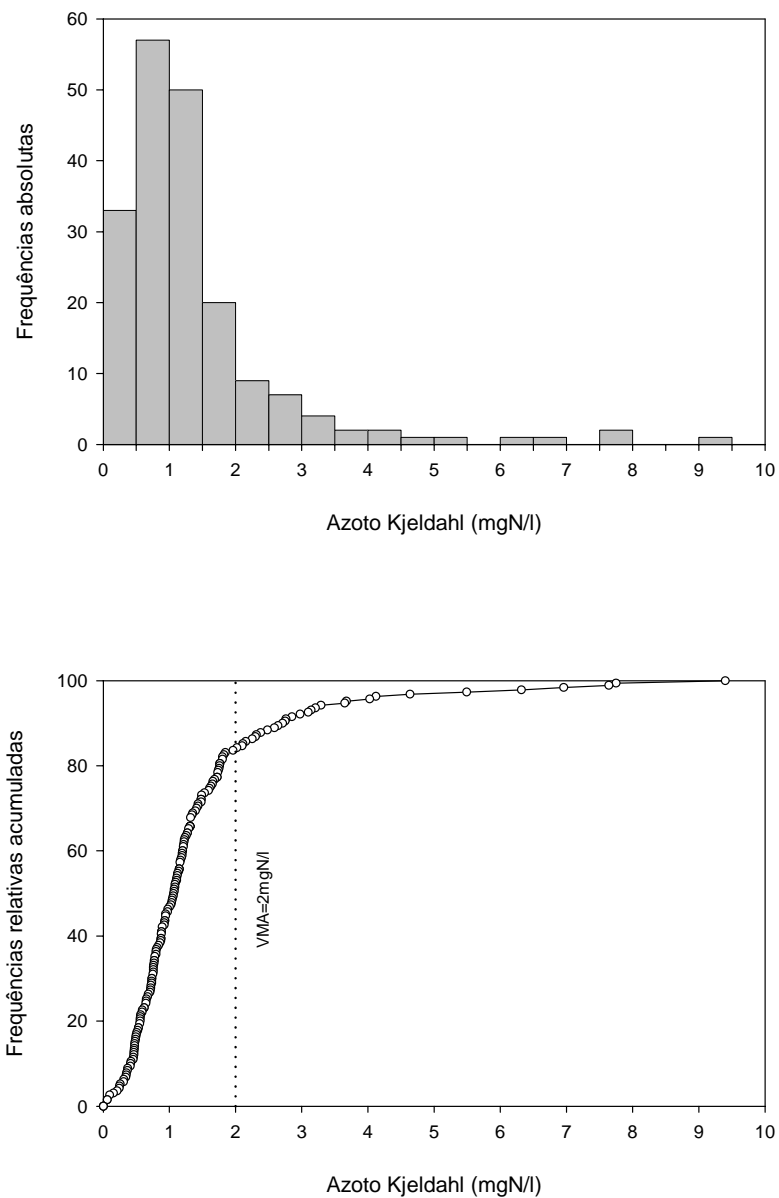 60
50
40
30
20
10
0
Frequências absolutas
0 1 2 3 4 5 6 7 8 9 10
Azoto Kjeldahl (mgN/l)
100
80
60
40
20
0
Frequências relativas acumuladas
VMA=2mgN/l
0 1 2 3 4 5 6 7 8 9 10
Azoto Kjeldahl (mgN/l)